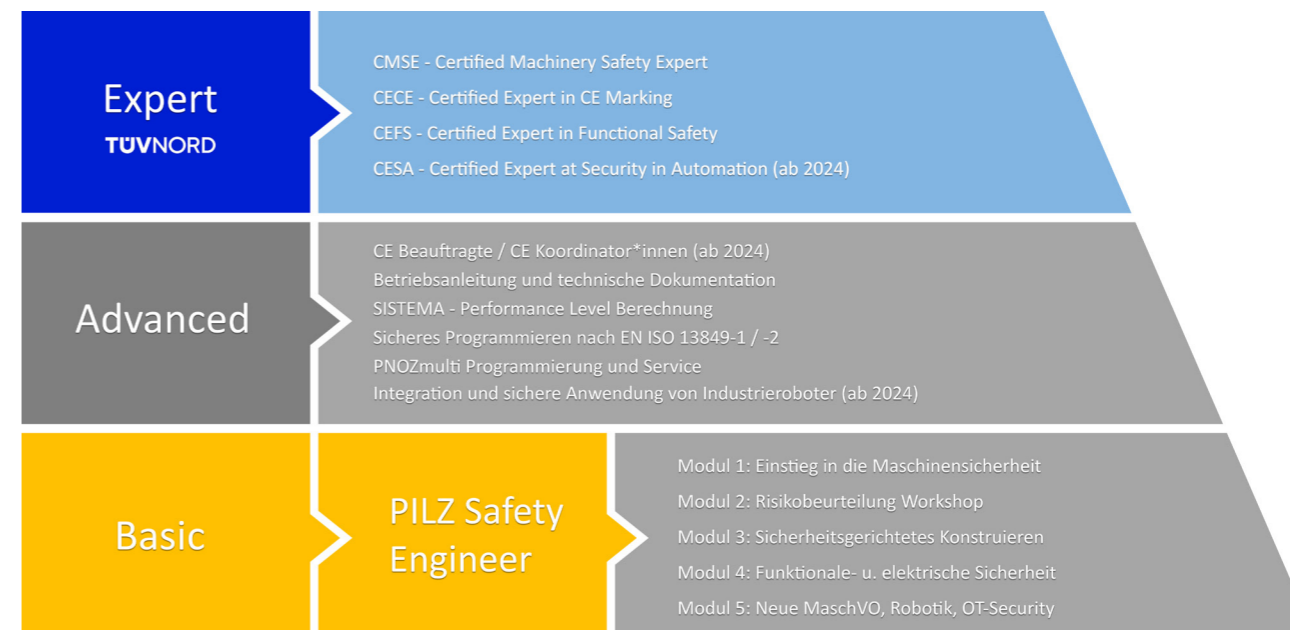 Expert
TÜVNORD
CMSE - Certified Machinery Safety Expert
CECE - Certified Expert in CE Marking
CEFS - Certified Expert in Functional Safety
CESA - Certified Expert at Security in Automation (ab 2024)
Advanced
CE Beauftragte / CE Koordinator*innen (ab 2024)
Betriebsanleitung und technische Dokumentation
SISTEMA - Performance Level Berechnung
Sicheres Programmieren nach EN ISO 13849-1 / -2
PNOZmulti Programmierung und Service
Integration und sichere Anwendung von Industrieroboter (ab 2024)
Basic
PILZ Safety
Engineer
Modul 1: Einstieg in die Maschinensicherheit
Modul 2: Risikobeurteilung Workshop
Modul 3: Sicherheitsgerichtetes Konstruieren
Modul 4: Funktionale- u. elektrische Sicherheit
Modul 5: Neue MaschVO, Robotik, OT-Security